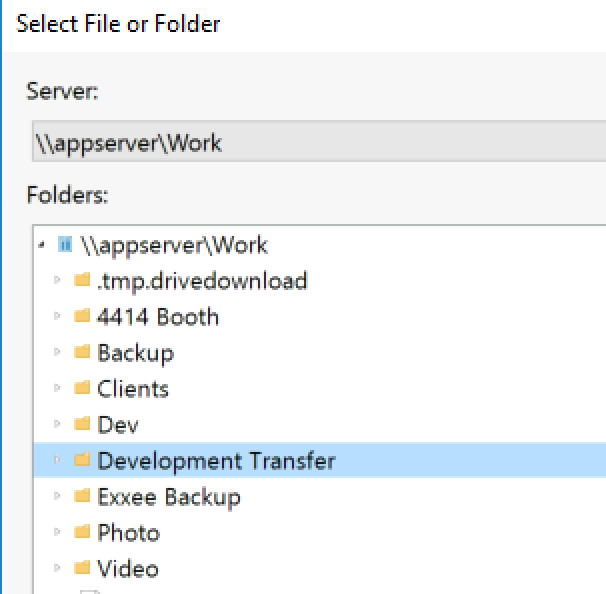 Select File or Folder
Server:
\\appserver\Work
Folders:
\\appserver\Work
.tmp.drivedownload
4414 Booth
Backup
Clients
Dev
Development Transfer
Exxee Backup
Photo
Video